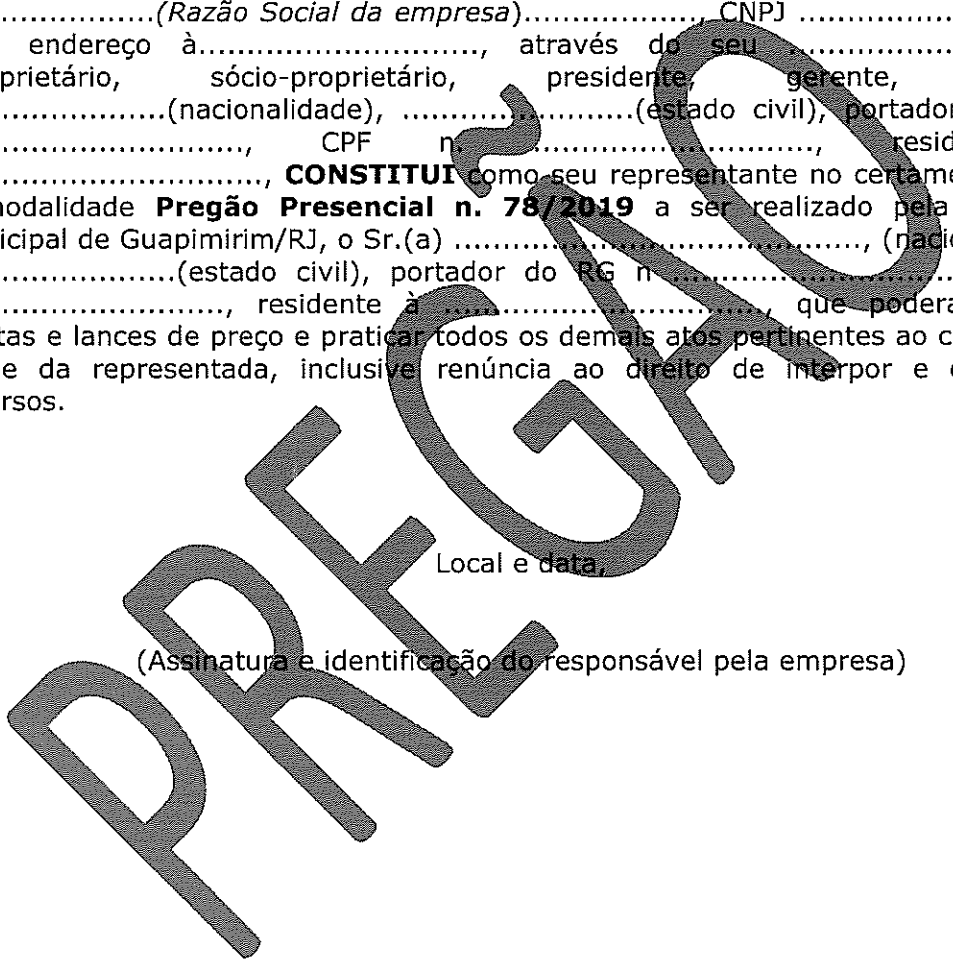 ...............(Razão Social da empresa)................., CNPJ ................
endereço à..........................., através do seu ................
prietário, sócio-proprietário, presidente, gerente,
................(nacionalidade), ......................(estado civil), portador
......................., CPF n. ............................, resid
........................., CONSTITUI como seu representante no certame
modalidade Pregão Presencial n. 78/2019 a ser realizado pela
icipal de Guapimirim/RJ, o Sr.(a) ......................................., (nacio
.................(estado civil), portador do RG n ..........................
....................., residente à ..............................., que poderá
tas e lances de preço e praticar todos os demais atos pertinentes ao c
e da representada, inclusive renúncia ao direito de interpor e
rsos.
Local e data,
(Assinatura e identificação do responsável pela empresa)
PREGÃO